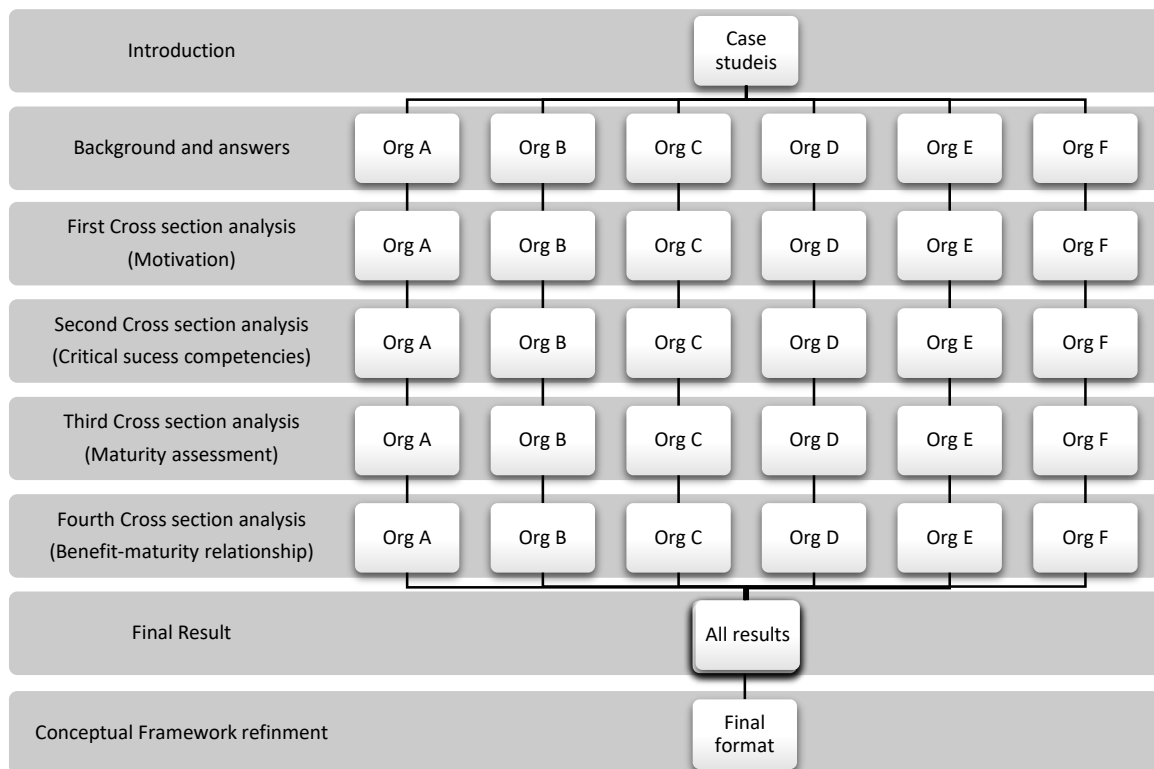 Introduction
Case
studeis
Background and answers
Org A
Org B
Org C
Org D
Org E
Org F
First Cross section analysis
(Motivation)
Org A
Org B
Org C
Org D
Org E
Org F
Second Cross section analysis
(Critical sucess competencies)
Org A
Org B
Org C
Org D
Org E
Org F
Third Cross section analysis
(Maturity assessment)
Org A
Org B
Org C
Org D
Org E
Org F
Fourth Cross section analysis
(Benefit-maturity relationship)
Org A
Org B
Org C
Org D
Org E
Org F
Final Result
All results
Conceptual Framework refinment
Final
format